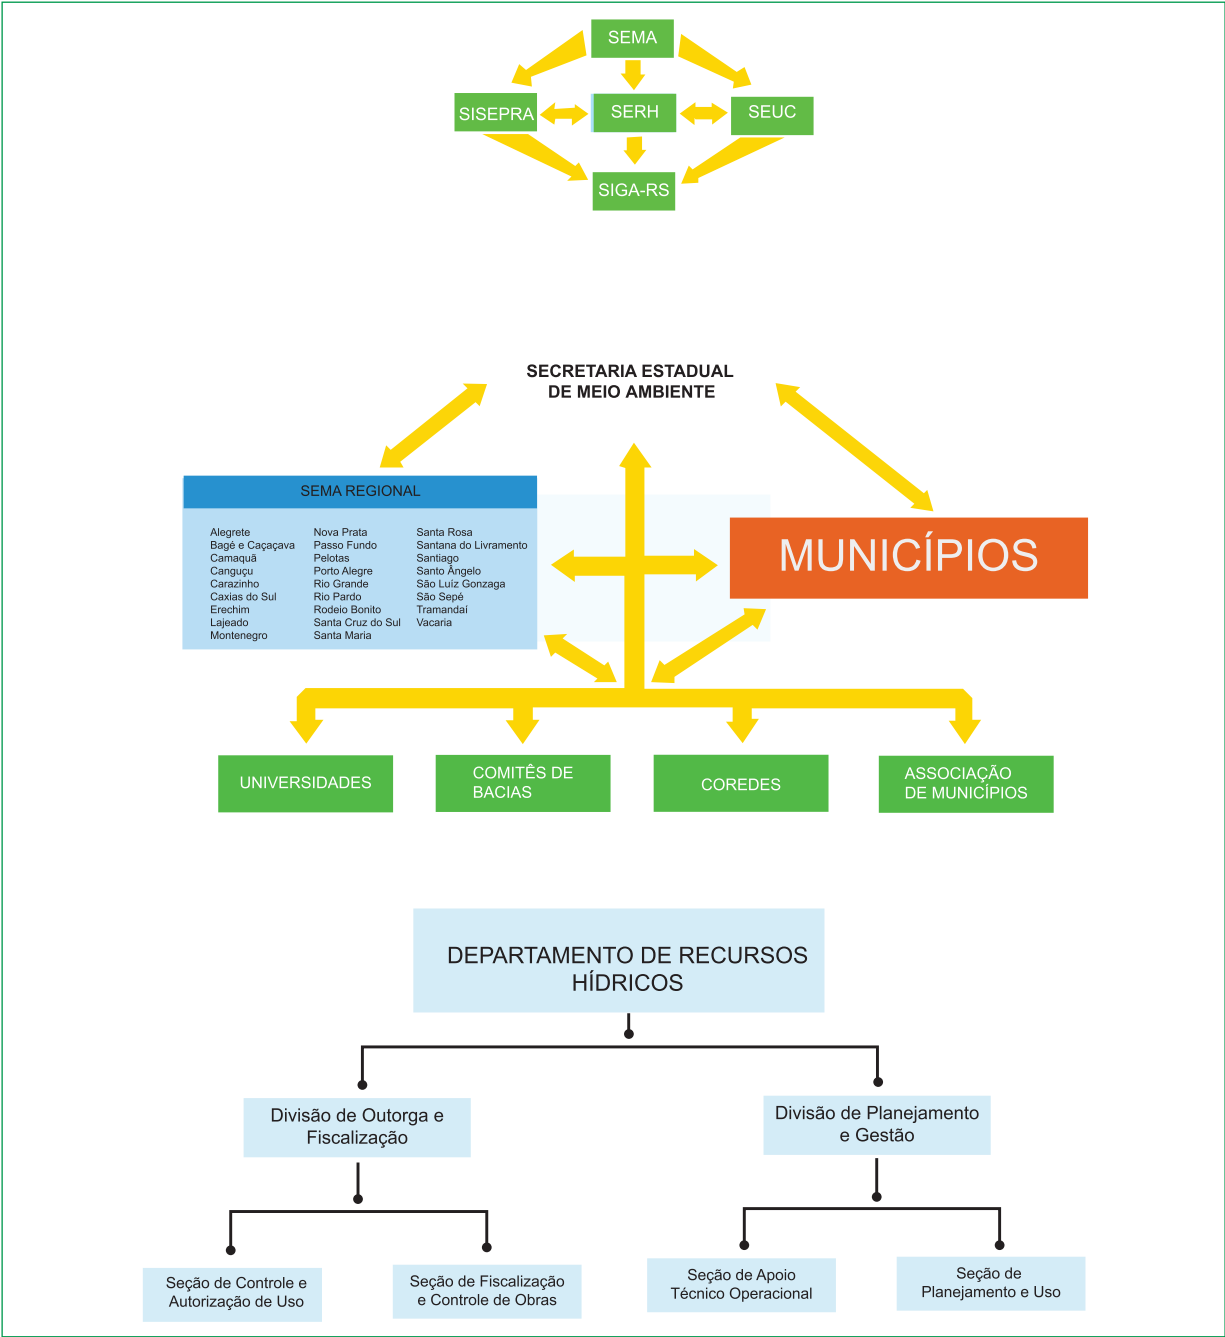 SEMA
SISEPRA
SERH
SEUC
SIGA-RS
SECRETARIA ESTADUAL
DE MEIO AMBIENTE
SEMA REGIONAL
Alegrete
Bagé e Caçaçava
Camaquã
Canguçu
Carazinho
Caxias do Sul
Erechim
Lajeado
Montenegro
Nova Prata
Passo Fundo
Pelotas
Porto Alegre
Rio Grande
Rio Pardo
Rodeio Bonito
Santa Cruz do Sul
Santa Maria
Santa Rosa
Santana do Livramento
Santiago
Santo Ângelo
São Luíz Gonzaga
São Sepé
Tramandaí
Vacaria
MUNICÍPIOS
UNIVERSIDADES
COMITÊS DE
BACIAS
COREDES
ASSOCIAÇÃO
DE MUNICÍPIOS
DEPARTAMENTO DE RECURSOS
HÍDRICOS
Divisão de Outorga e
Fiscalização
Divisão de Planejamento
e Gestão
Seção de Controle e
Autorização de Uso
Seção de Fiscalização
e Controle de Obras
Seção de Apoio
Técnico Operacional
Seção de
Planejamento e Uso